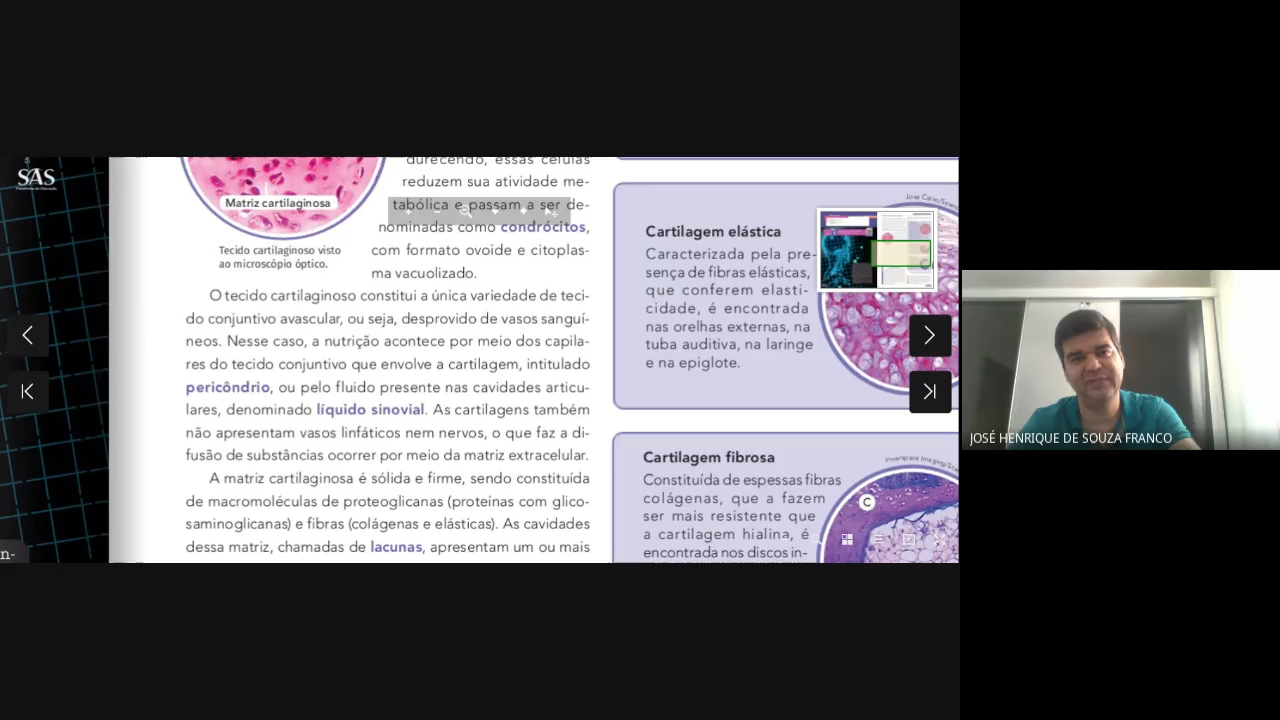 SAS
durecendo, essas células
reduzem sua atividade me-
tabólica e passam a ser de-
nominadas como condrócitos,
com formato ovoide e citoplas-
ma vacuolizado.
Matriz cartilaginosa
Tecido cartilaginoso visto
ao microscópio óptico.
O tecido cartilaginoso constitui a única variedade de teci-
do conjuntivo avascular, ou seja, desprovido de vasos sanguí-
neos. Nesse caso, a nutrição acontece por meio dos capila-
res do tecido conjuntivo que envolve a cartilagem, intitulado
pericôndrio, ou pelo fluido presente nas cavidades articu-
lares, denominado líquido sinovial. As cartilagens também
não apresentam vasos linfáticos nem nervos, o que faz a di-
fusão de substâncias ocorrer por meio da matriz extracelular.
A matriz cartilaginosa é sólida e firme, sendo constituída
de macromoléculas de proteoglicanas (proteínas com glico-
saminoglicanas) e fibras (colágenas e elásticas). As cavidades
dessa matriz, chamadas de lacunas, apresentam um ou mais
n-
Cartilagem elástica
Caracterizada pela pre-
sença de fibras elásticas,
que conferem elasti-
cidade, é encontrada
nas orelhas externas, na
tuba auditiva, na laringe
e na epiglote.
Cartilagem fibrosa
Constituída de espessas fibras
colágenas, que a fazem
ser mais resistente que
a cartilagem hialina, é
encontrada nos discos in-
C
JOSÉ HENRIQUE DE SOUZA FRANCO